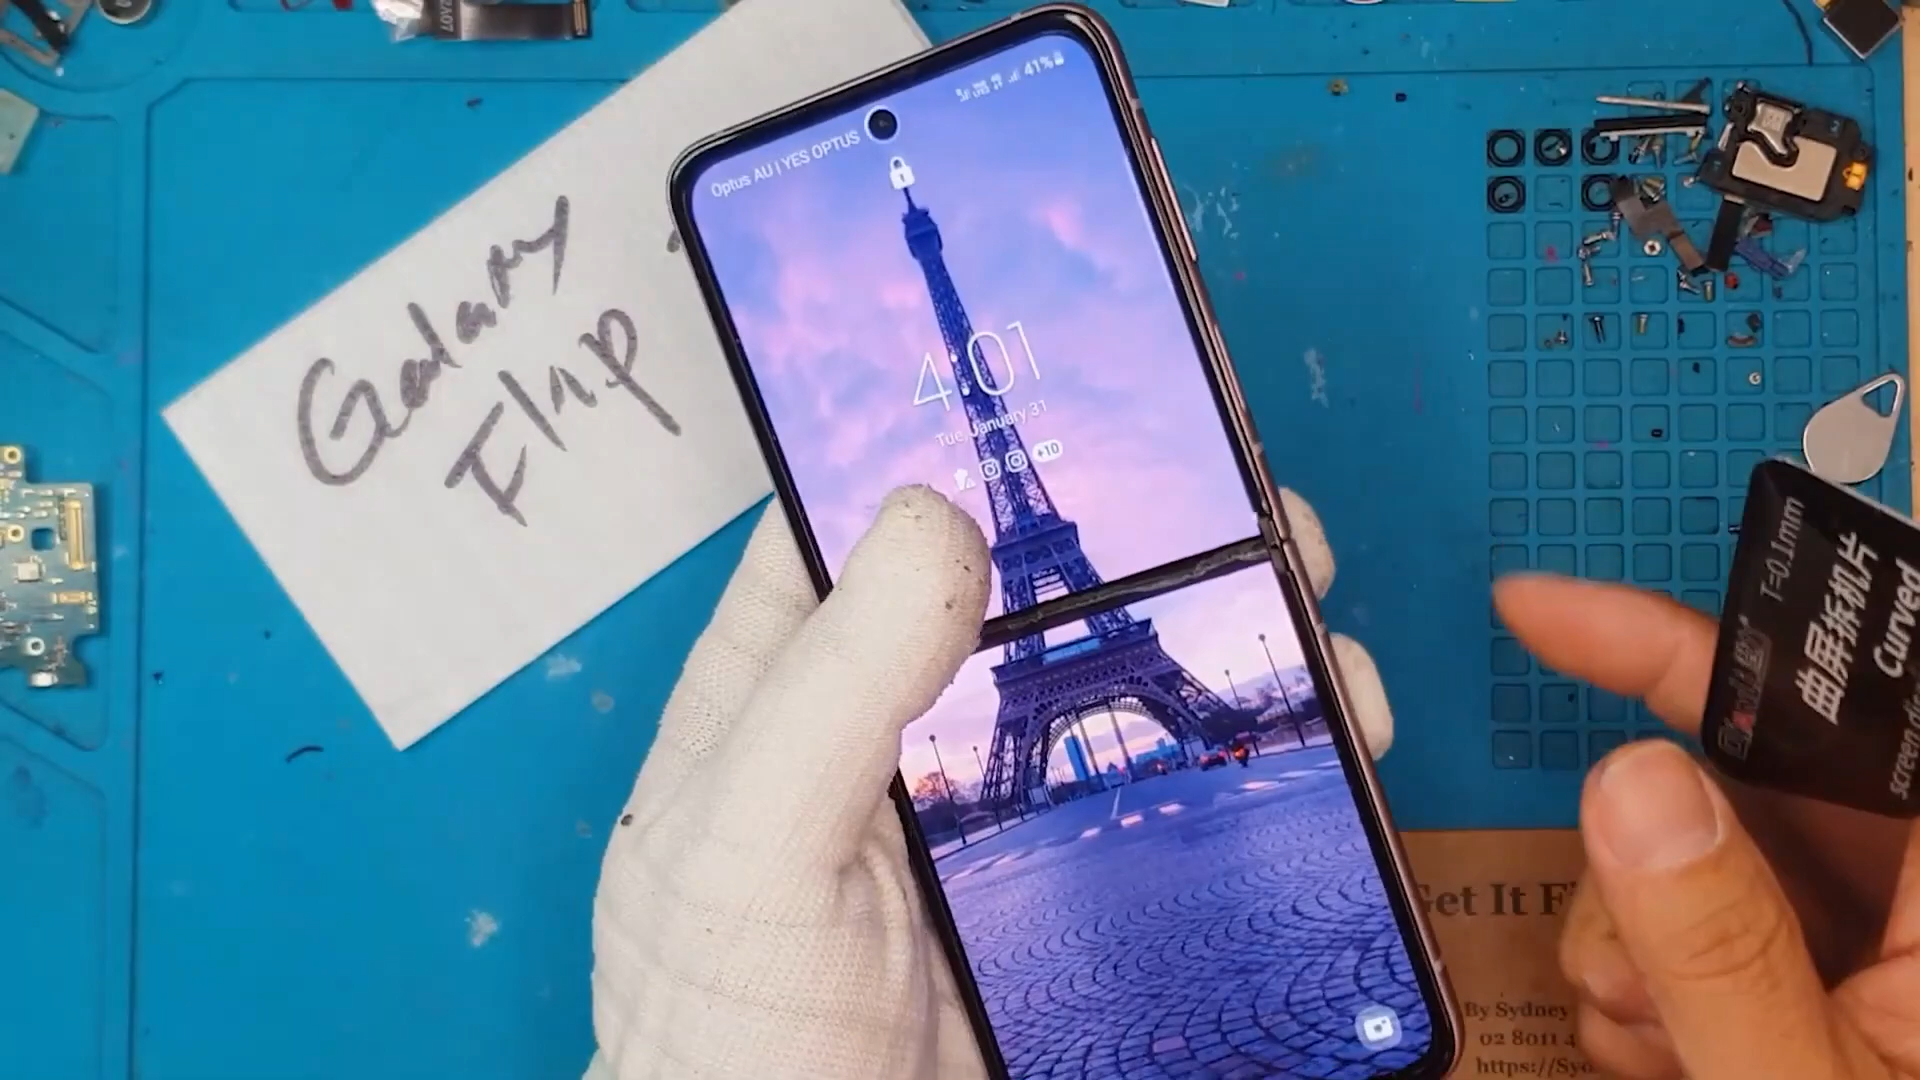 41%
Optus AU | YES OPTUS
Galaxy
Flip
4:01
Tue, January 31
+10
T=0.1mm
曲屏拆机片
Curved
screen
Get It Fi
By Sydney
02 8011 4
https://Syd